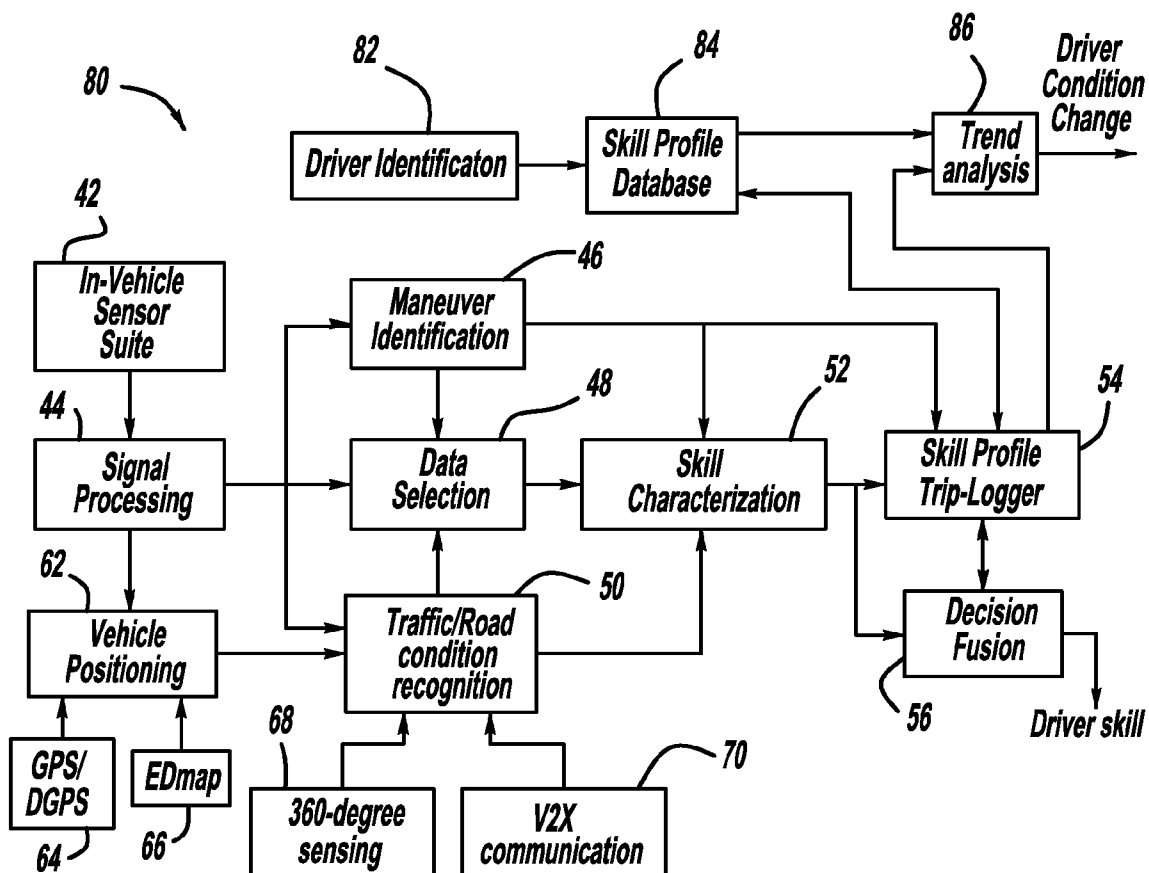 80
82
84
86
Driver
Condition
Change
Driver Identificaton
Skill Profile
Database
Trend
analysis
42
In-Vehicle
Sensor
Suite
46
Maneuver
Identification
44
Signal
Processing
48
Data
Selection
52
Skill
Characterization
54
Skill Profile
Trip-Logger
62
Vehicle
Positioning
50
Traffic/Road
condition
recognition
Decision
Fusion
56
Driver skill
GPS/
DGPS
64
EDmap
66
68
360-degree
sensing
70
V2X
communication